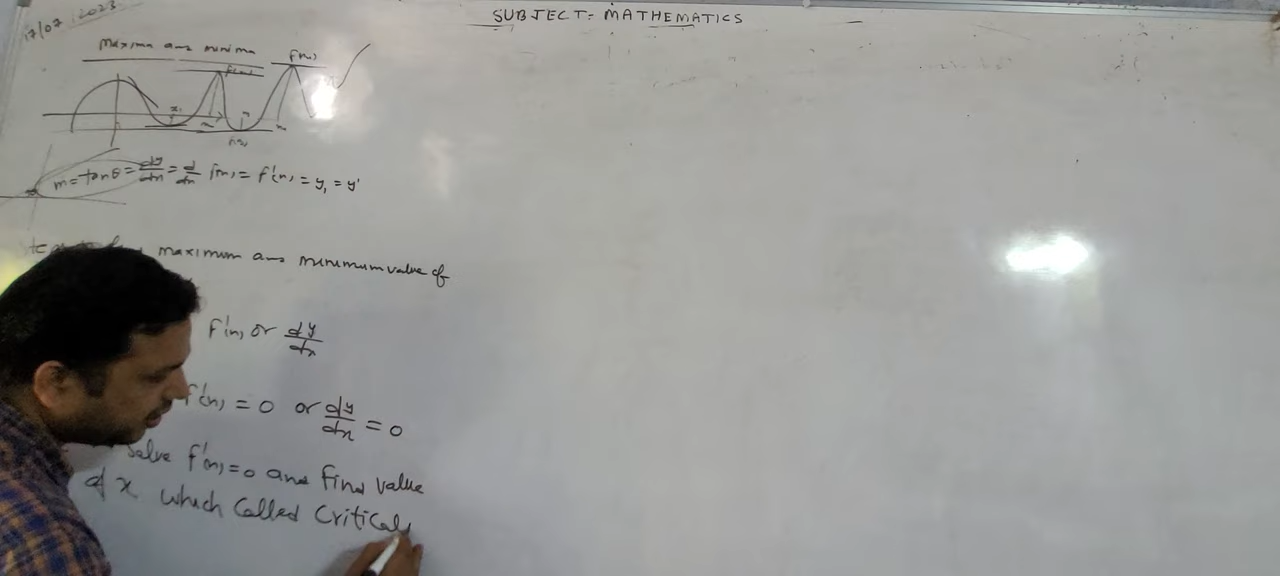 17/07/2023
SUBJECT:- MATHEMATICS
Maxima and minima
f(x)
x
m = tanθ = dy/dx = d/dx f(x) = f'(x) = y₁ = y'
maximum and minimum value of
f'(x) or dy/dx
f'(x) = 0 or dy/dx = 0
Solve f'(x) = 0 and find value
of x which called Critical